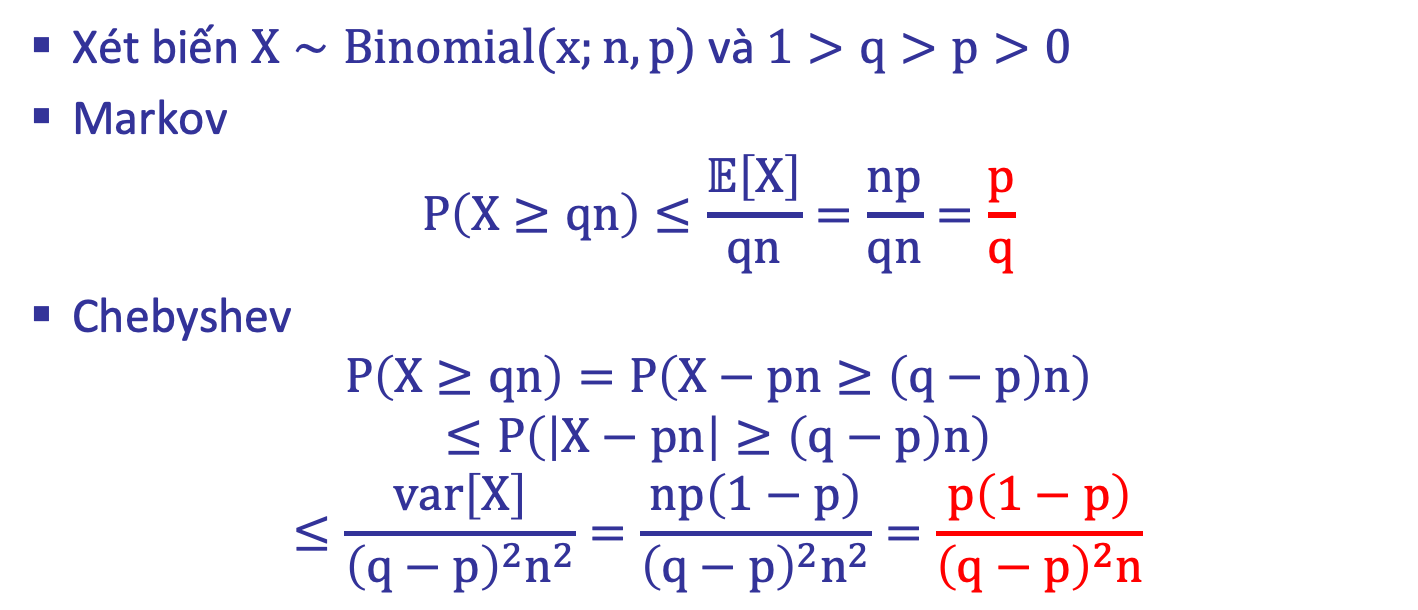 ▪ Xét biến X ~ Binomial(x; n, p) và 1 > q > p > 0
▪ Markov
P(X ≥ qn) ≤ 𝔼[X]/qn = np/qn = p/q
▪ Chebyshev
P(X ≥ qn) = P(X − pn ≥ (q − p)n)
≤ P(|X − pn| ≥ (q − p)n)
≤ var[X]/(q − p)²n² = np(1 − p)/(q − p)²n² = p(1 − p)/(q − p)²n